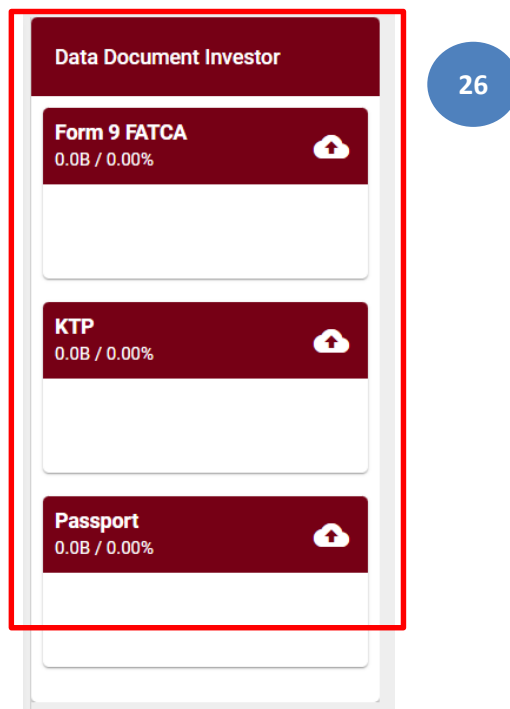 Data Document Investor
26
Form 9 FATCA
0.0B / 0.00%
KTP
0.0B / 0.00%
Passport
0.0B / 0.00%